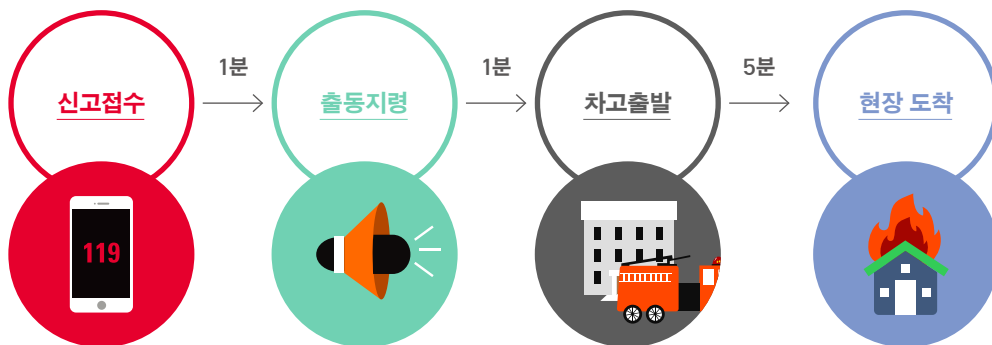 1분
1분
5분
신고접수
출동지령
차고출발
현장 도착
119